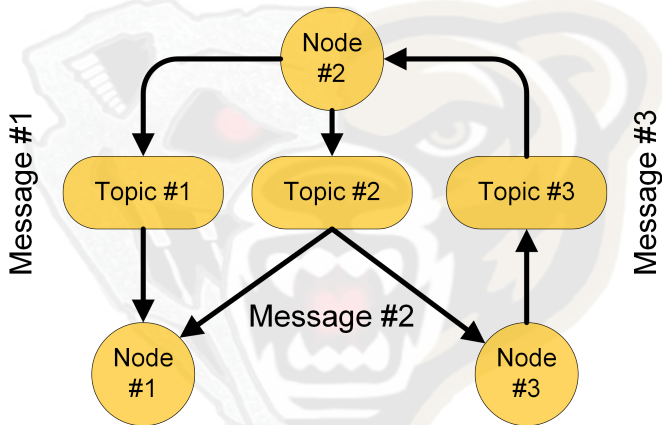 Node
#2
Message #1
Message #3
Topic #1
Topic #2
Topic #3
Message #2
Node
#1
Node
#3